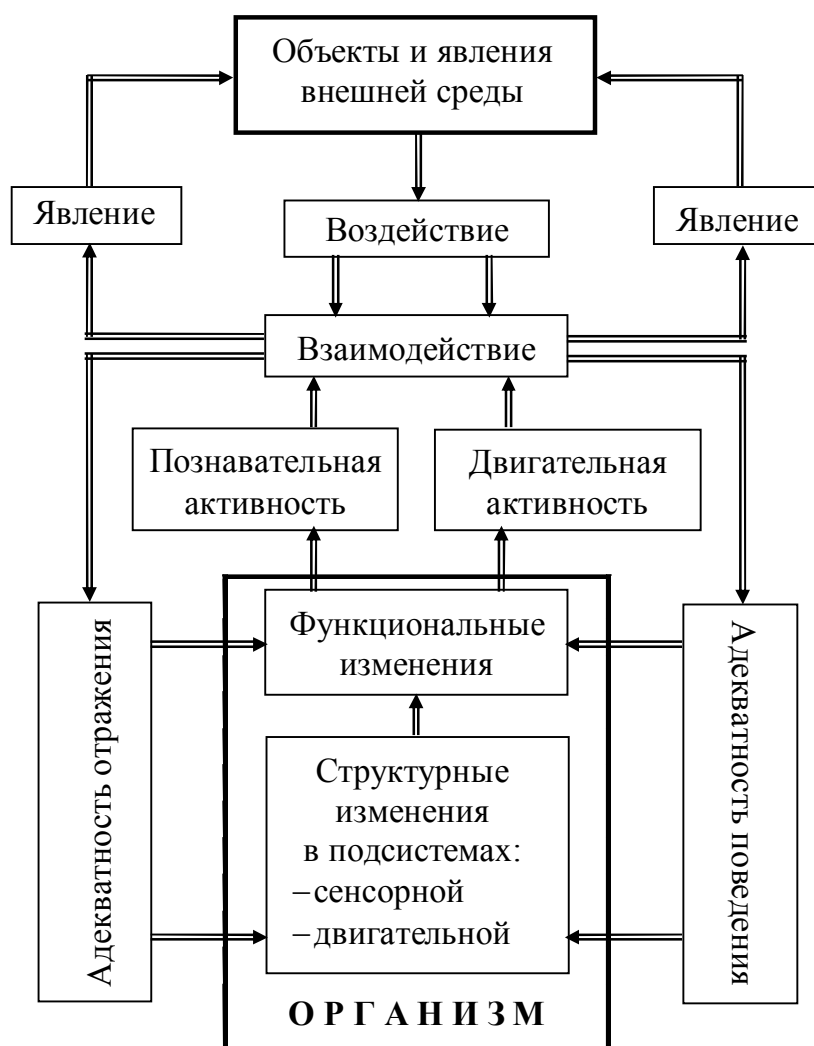 Объекты и явления
внешней среды
Явление
Воздействие
Явление
Взаимодействие
Познавательная
активность
Двигательная
активность
Функциональные
изменения
Адекватность отражения
Адекватность поведения
Структурные
изменения
в подсистемах:
–сенсорной
–двигательной
О Р Г А Н И З М